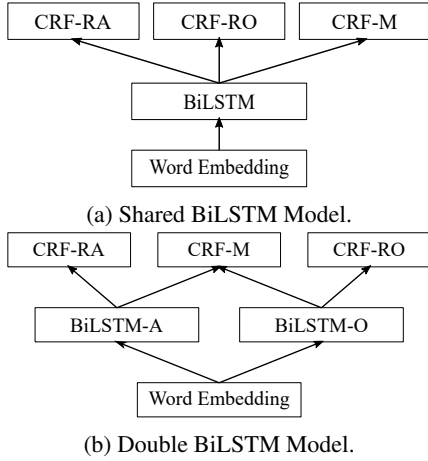 CRF-RA CRF-RO CRF-M
BiLSTM
Word Embedding
(a) Shared BiLSTM Model.
CRF-RA CRF-M CRF-RO
BiLSTM-A BiLSTM-O
Word Embedding
(b) Double BiLSTM Model.